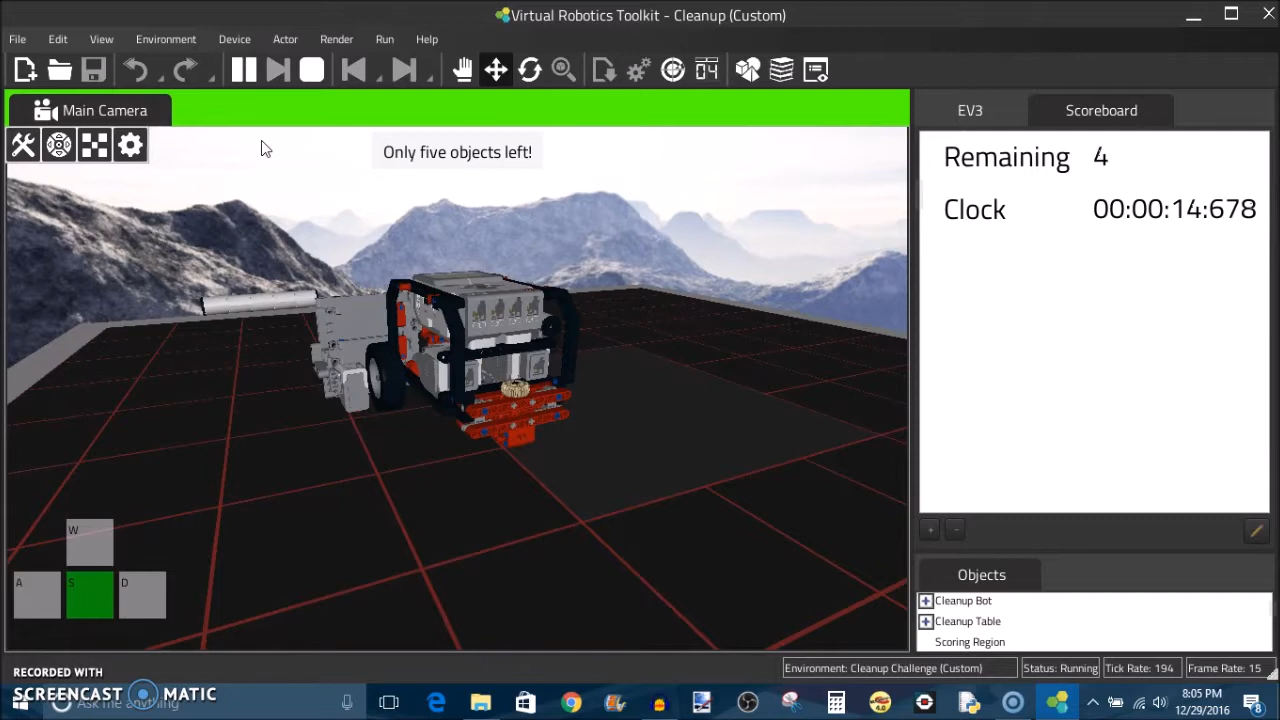 Virtual Robotics Toolkit - Cleanup (Custom)
File Edit View Environment Device Actor Render Run Help
Main Camera
EV3 Scoreboard
Only five objects left!
Remaining 4
Clock 00:00:14:678
W
A S D
Objects
Cleanup Bot
Cleanup Table
Scoring Region
Environment: Cleanup Challenge (Custom) Status: Running Tick Rate: 194 Frame Rate: 15
RECORDED WITH
SCREENCAST MATIC
Ask me anything
8:05 PM
12/29/2016